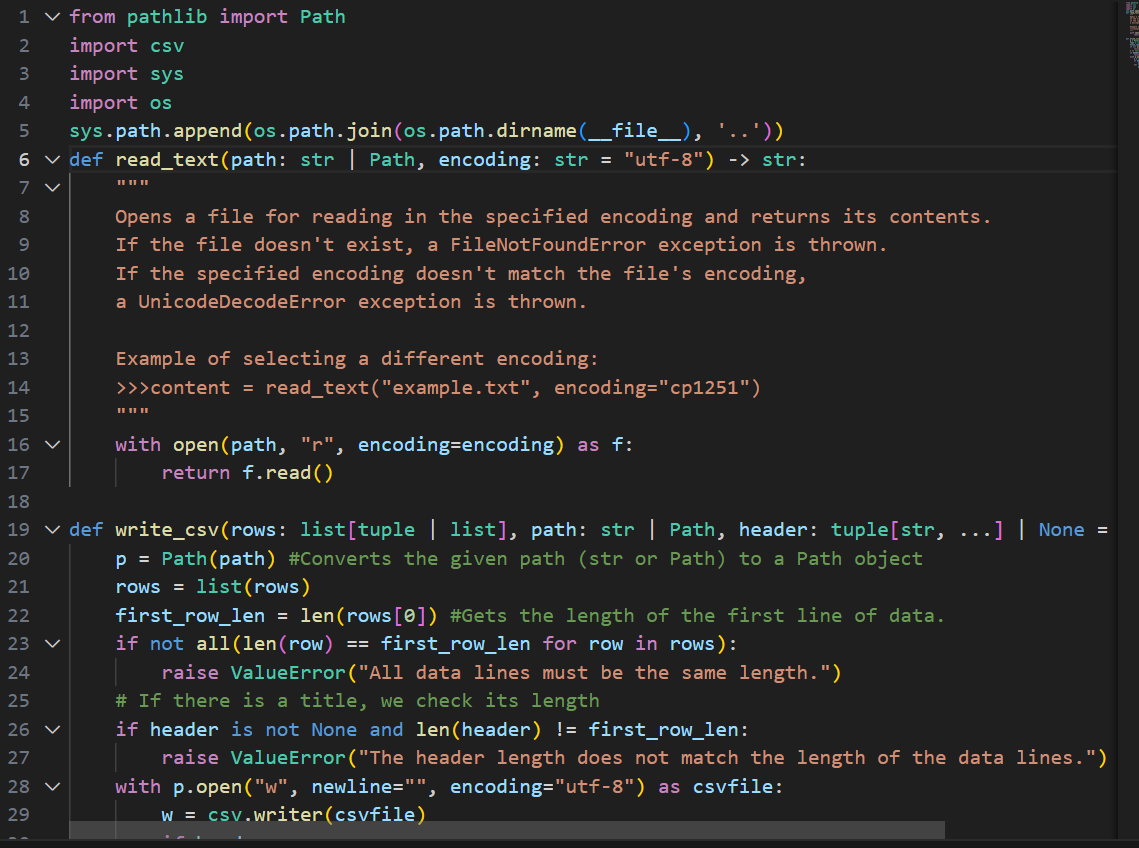 1 from pathlib import Path
2 import csv
3 import sys
4 import os
5 sys.path.append(os.path.join(os.path.dirname(__file__), '..'))
6 def read_text(path: str | Path, encoding: str = "utf-8") -> str:
7     """
8     Opens a file for reading in the specified encoding and returns its contents.
9     If the file doesn't exist, a FileNotFoundError exception is thrown.
10     If the specified encoding doesn't match the file's encoding,
11     a UnicodeDecodeError exception is thrown.
12
13     Example of selecting a different encoding:
14     >>>content = read_text("example.txt", encoding="cp1251")
15     """
16     with open(path, "r", encoding=encoding) as f:
17         return f.read()
18
19 def write_csv(rows: list[tuple | list], path: str | Path, header: tuple[str, ...] | None =
20     p = Path(path) #Converts the given path (str or Path) to a Path object
21     rows = list(rows)
22     first_row_len = len(rows[0]) #Gets the length of the first line of data.
23     if not all(len(row) == first_row_len for row in rows):
24         raise ValueError("All data lines must be the same length.")
25     # If there is a title, we check its length
26     if header is not None and len(header) != first_row_len:
27         raise ValueError("The header length does not match the length of the data lines.")
28     with p.open("w", newline="", encoding="utf-8") as csvfile:
29         w = csv.writer(csvfile)